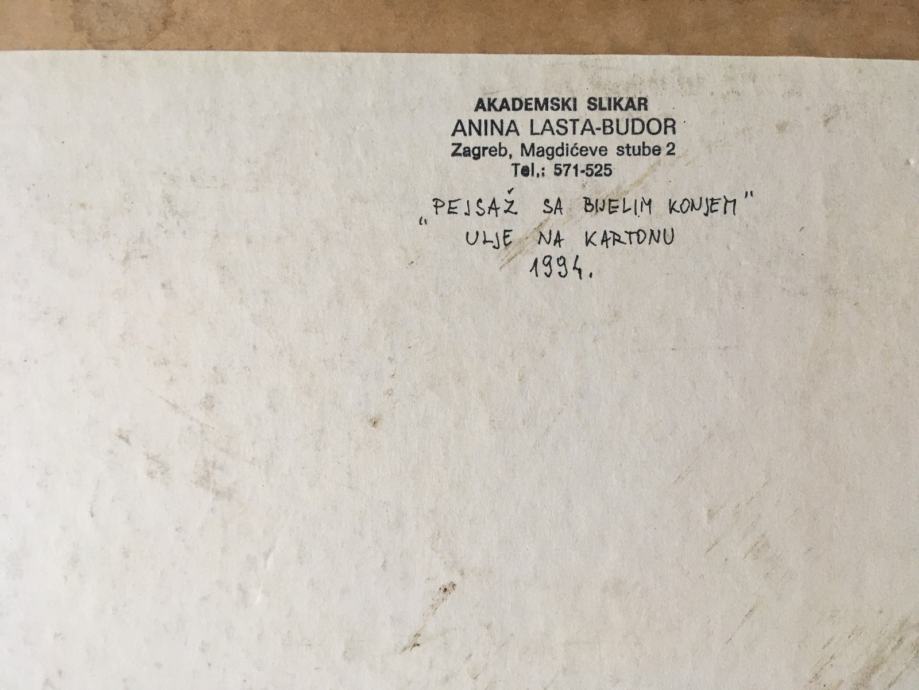 AKADEMSKI SLIKAR
ANINA LASTA-BUDOR
Zagreb, Magdićeve stube 2
Tel,: 571-525
„PEJSAŽ SA BIJELIM KONJEM"
ULJE NA KARTONU
1994.